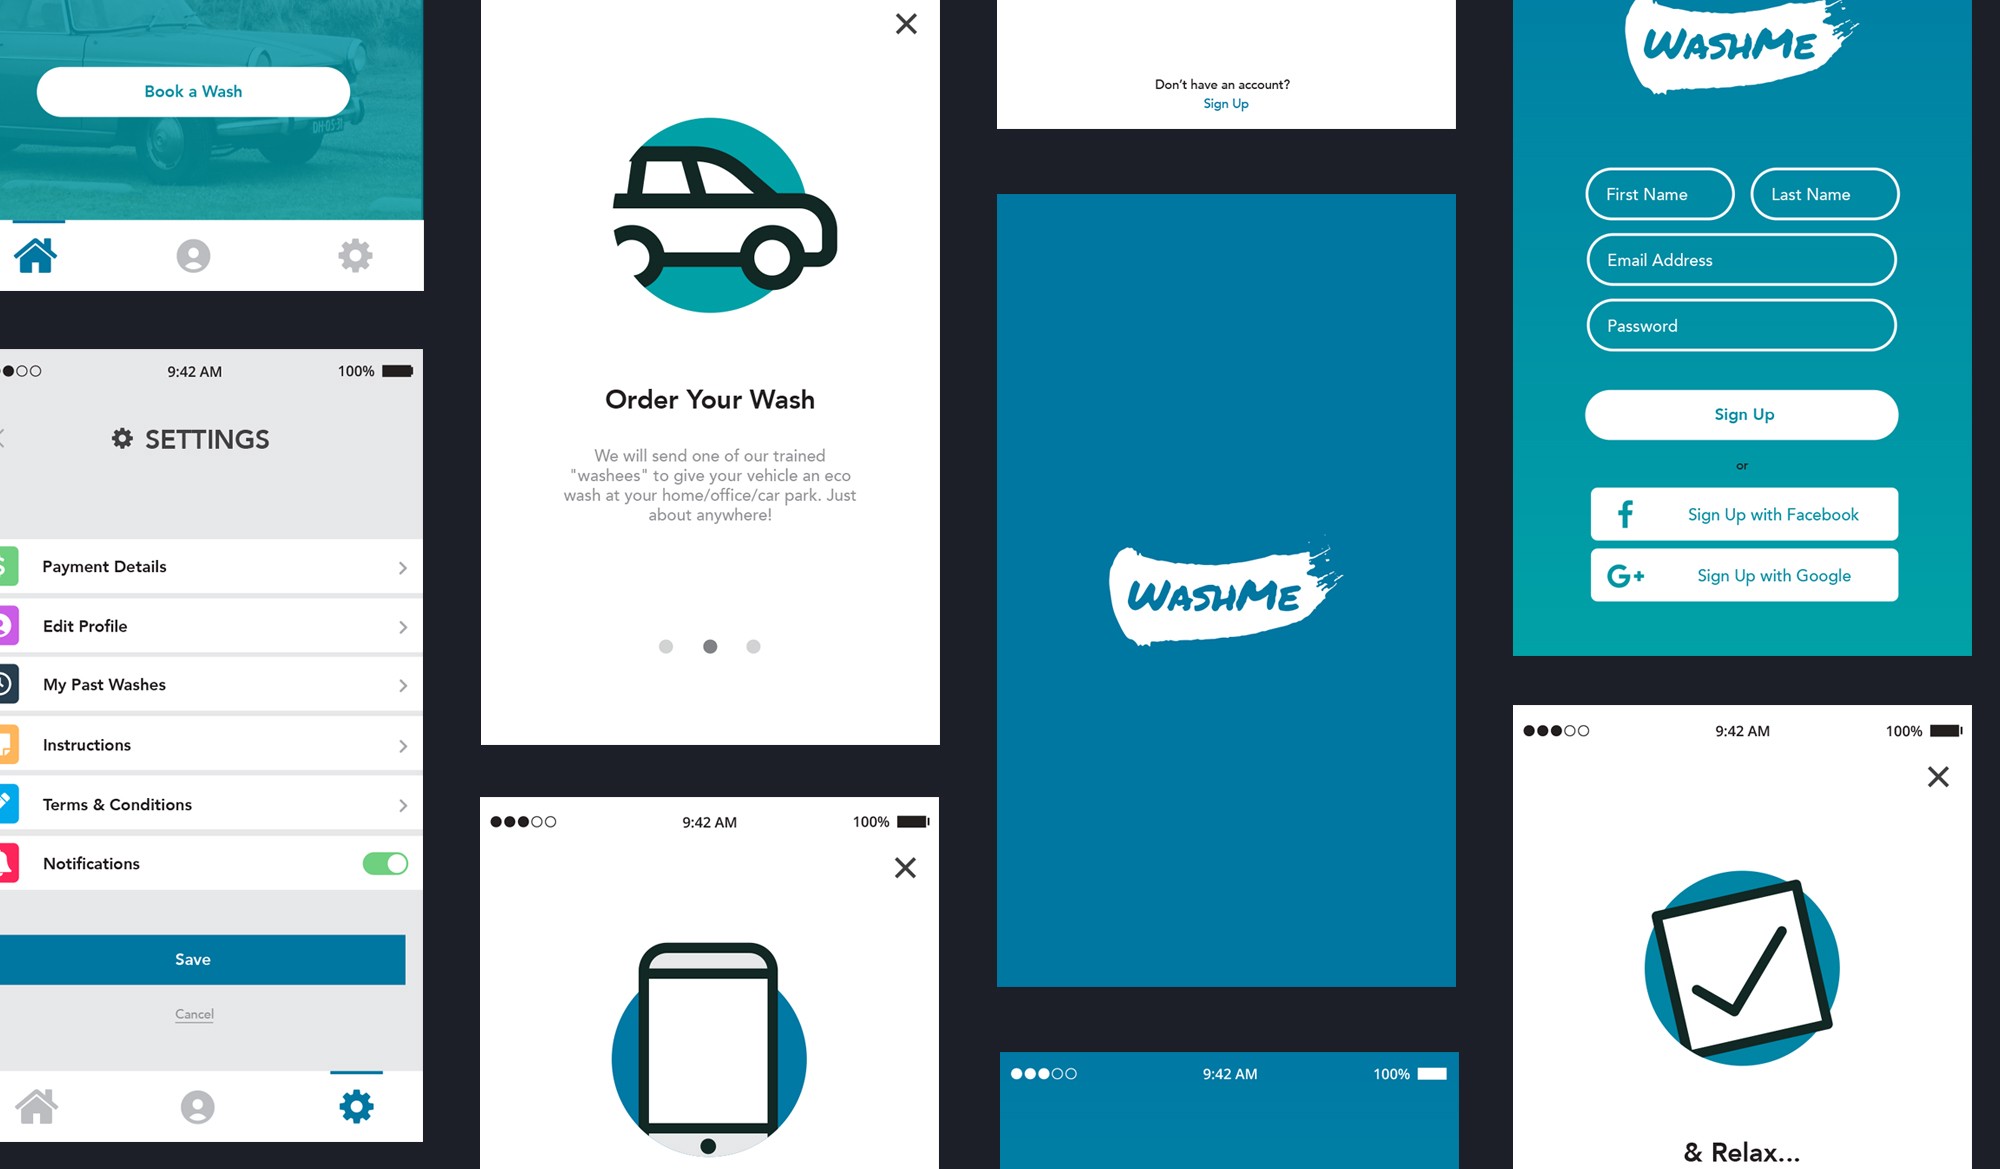 Book a Wash
DH-05-31
9:42 AM
100%
SETTINGS
Payment Details
Edit Profile
My Past Washes
Instructions
Terms & Conditions
Notifications
Save
Cancel
Order Your Wash
We will send one of our trained
"washees" to give your vehicle an eco
wash at your home/office/car park. Just
about anywhere!
9:42 AM
100%
Don't have an account?
Sign Up
WASHME
9:42 AM
100%
WASHME
First Name
Last Name
Email Address
Password
Sign Up
or
f
Sign Up with Facebook
G+
Sign Up with Google
9:42 AM
100%
& Relax...